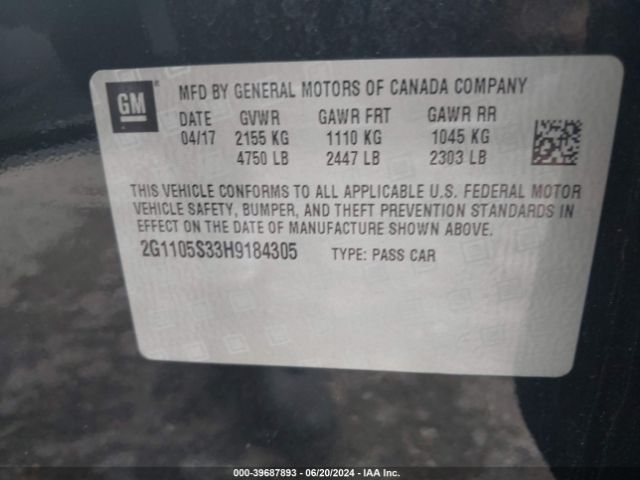 GM
MFD BY GENERAL MOTORS OF CANADA COMPANY
DATE GVWR GAWR FRT GAWR RR
04/17 2155 KG 1110 KG 1045 KG
4750 LB 2447 LB 2303 LB
THIS VEHICLE CONFORMS TO ALL APPLICABLE U.S. FEDERAL MOTOR
VEHICLE SAFETY, BUMPER, AND THEFT PREVENTION STANDARDS IN
EFFECT ON THE DATE OF MANUFACTURE SHOWN ABOVE.
2G1105S33H9184305 TYPE: PASS CAR
000-39687893 / 06/20/2024 / IAA Inc.